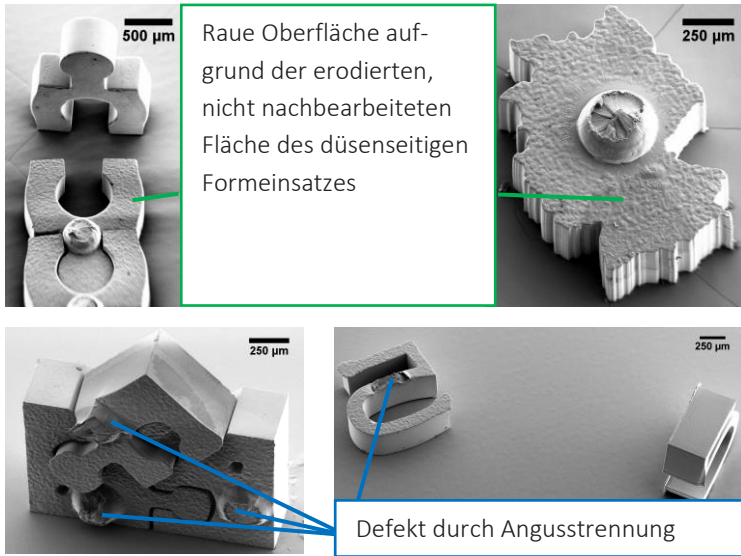 500 µm
Raue Oberfläche auf-
grund der erodierten,
nicht nachbearbeiteten
Fläche des düsenseitigen
Formeinsatzes
250 µm
250 µm
250 µm
Defekt durch Angusstrennung